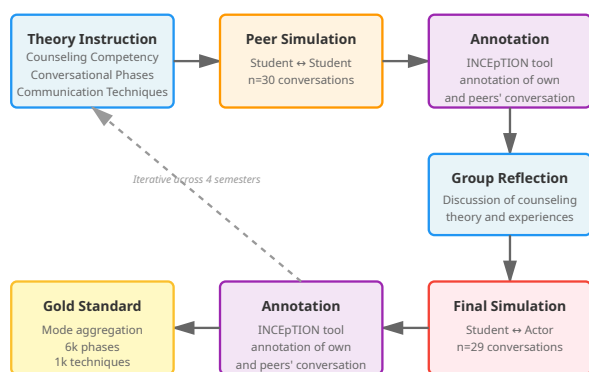 Theory Instruction
Counseling Competency
Conversational Phases
Communication Techniques
Peer Simulation
Student ↔ Student
n=30 conversations
Annotation
INCEpTION tool
annotation of own
and peers' conversation
Group Reflection
Discussion of counseling
theory and experiences
Iterative across 4 semesters
Final Simulation
Student ↔ Actor
n=29 conversations
Annotation
INCEpTION tool
annotation of own
and peers' conversation
Gold Standard
Mode aggregation
6k phases
1k techniques